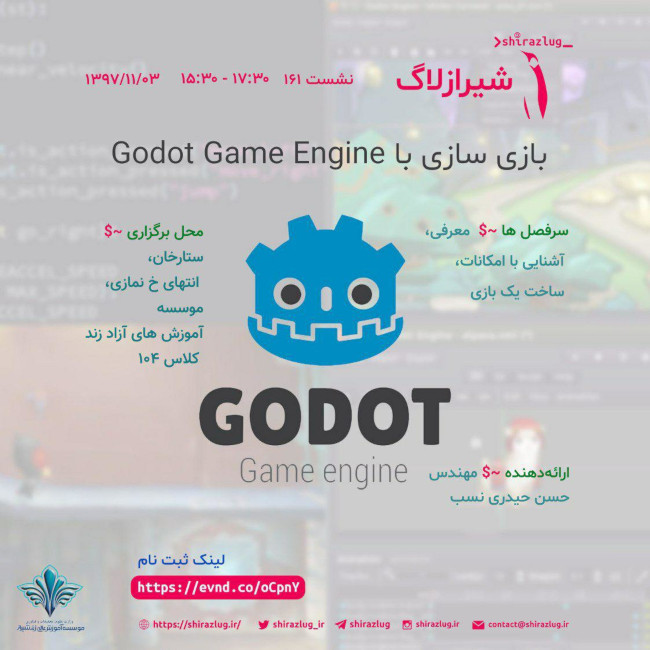 >shirazlug_
شیرازلاگ
نشست ۱۶۱
۱۵:۳۰ - ۱۷:۳۰
۱۳۹۷/۱۱/۰۳
بازی سازی با Godot Game Engine
سرفصل ها ~$ معرفی،
آشنایی با امکانات،
ساخت یک بازی
محل برگزاری ~$
ستارخان،
انتهای خ نمازی،
موسسه
آموزش های آزاد زند
کلاس ۱۰۴
GODOT
Game engine
ارائه‌دهنده ~$ مهندس
حسن حیدری نسب
لینک ثبت نام
https://evnd.co/oCpnY
https://shirazlug.ir/
shirazlug_ir
shirazlug
shirazlug.ir
contact@shirazlug.ir